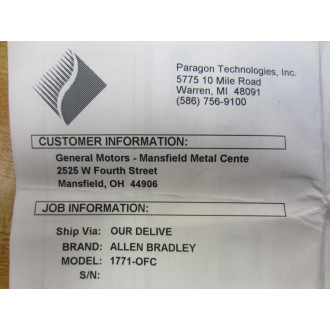 Paragon Technologies, Inc.
5775 10 Mile Road
Warren, MI 48091
(586) 756-9100
CUSTOMER INFORMATION:
General Motors - Mansfield Metal Cente
2525 W Fourth Street
Mansfield, OH 44906
JOB INFORMATION:
Ship Via: OUR DELIVE
BRAND: ALLEN BRADLEY
MODEL: 1771-OFC
S/N: